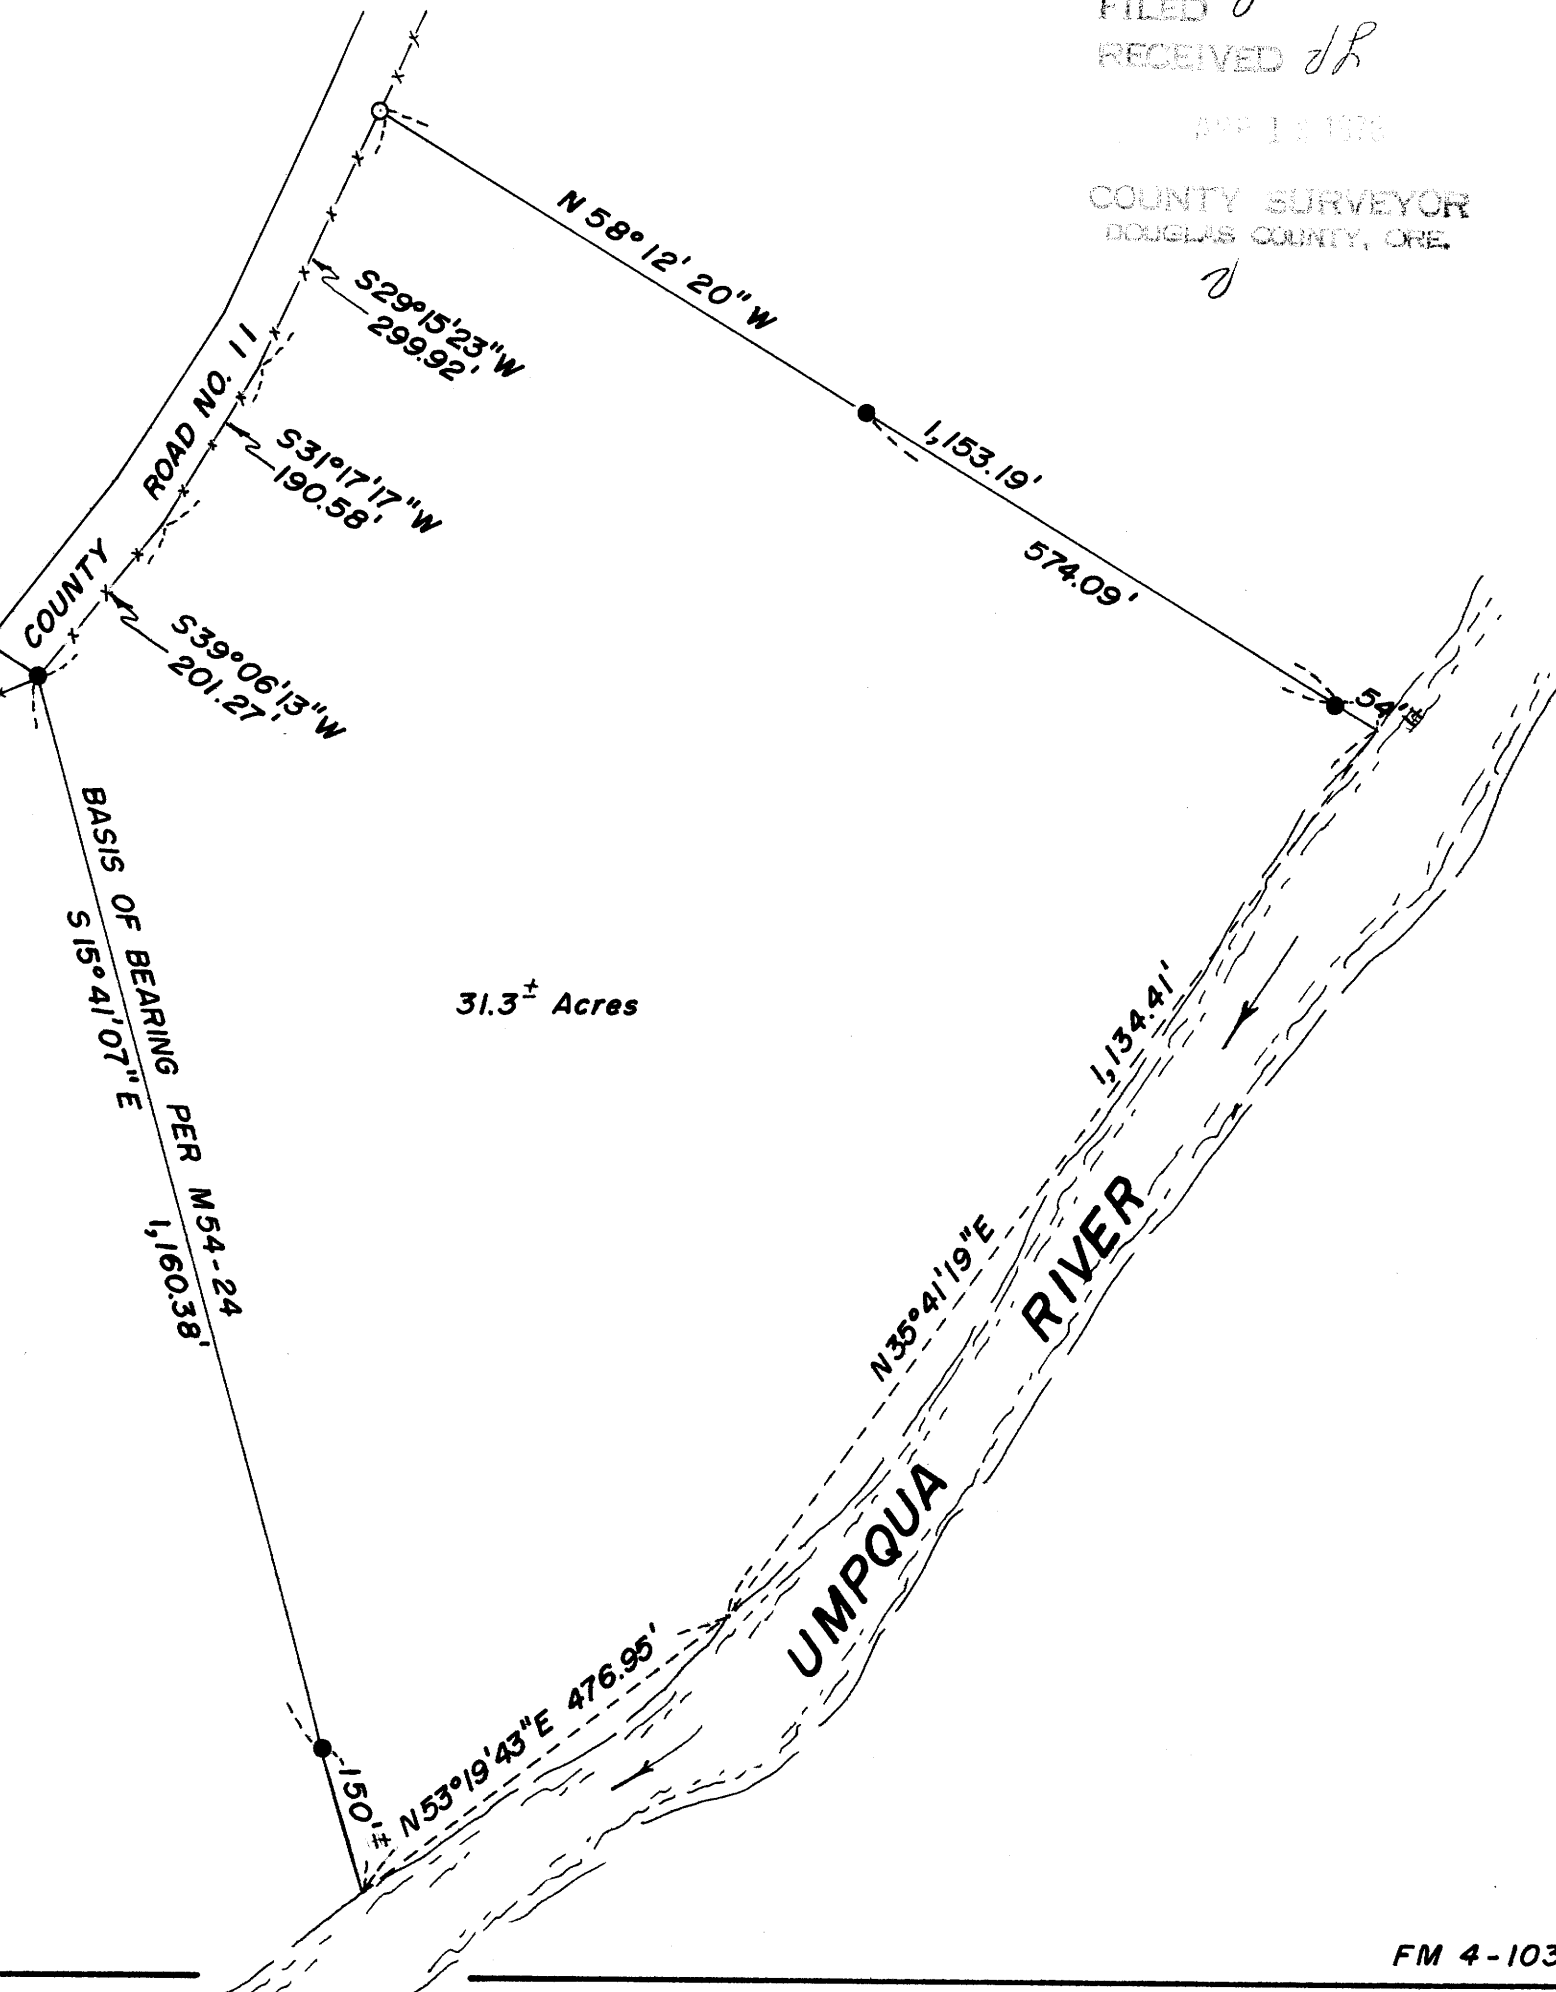 FILED
RECEIVED
COUNTY SURVEYOR
DOUGLAS COUNTY, ORE.
N 58° 12' 20" W
1,153.19'
574.09'
54'±
S29°15'23"W
299.92'
COUNTY ROAD NO. 11
S31°17'17"W
190.58'
S39°06'13"W
201.27'
BASIS OF BEARING PER M54-24
S 15° 41' 07" E
1,160.38'
31.3± Acres
1,134.41'
N35°41'19"E
UMPQUA RIVER
N53°19'43"E 476.95'
150'±
FM 4-103